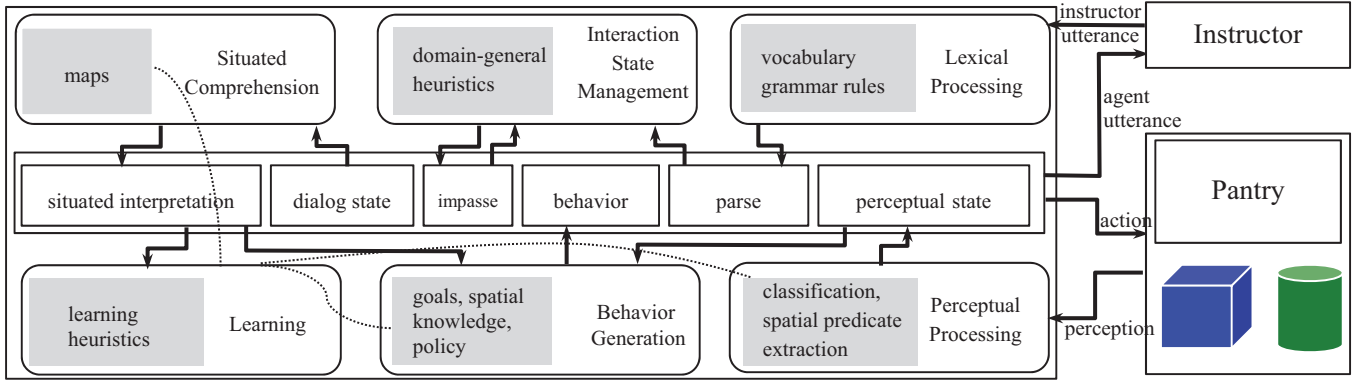 maps
Situated
Comprehension
domain-general
heuristics
Interaction
State
Management
vocabulary
grammar rules
Lexical
Processing
instructor
utterance
Instructor
agent
utterance
situated interpretation
dialog state
impasse
behavior
parse
perceptual state
action
Pantry
learning
heuristics
Learning
goals, spatial
knowledge,
policy
Behavior
Generation
classification,
spatial predicate
extraction
Perceptual
Processing
perception